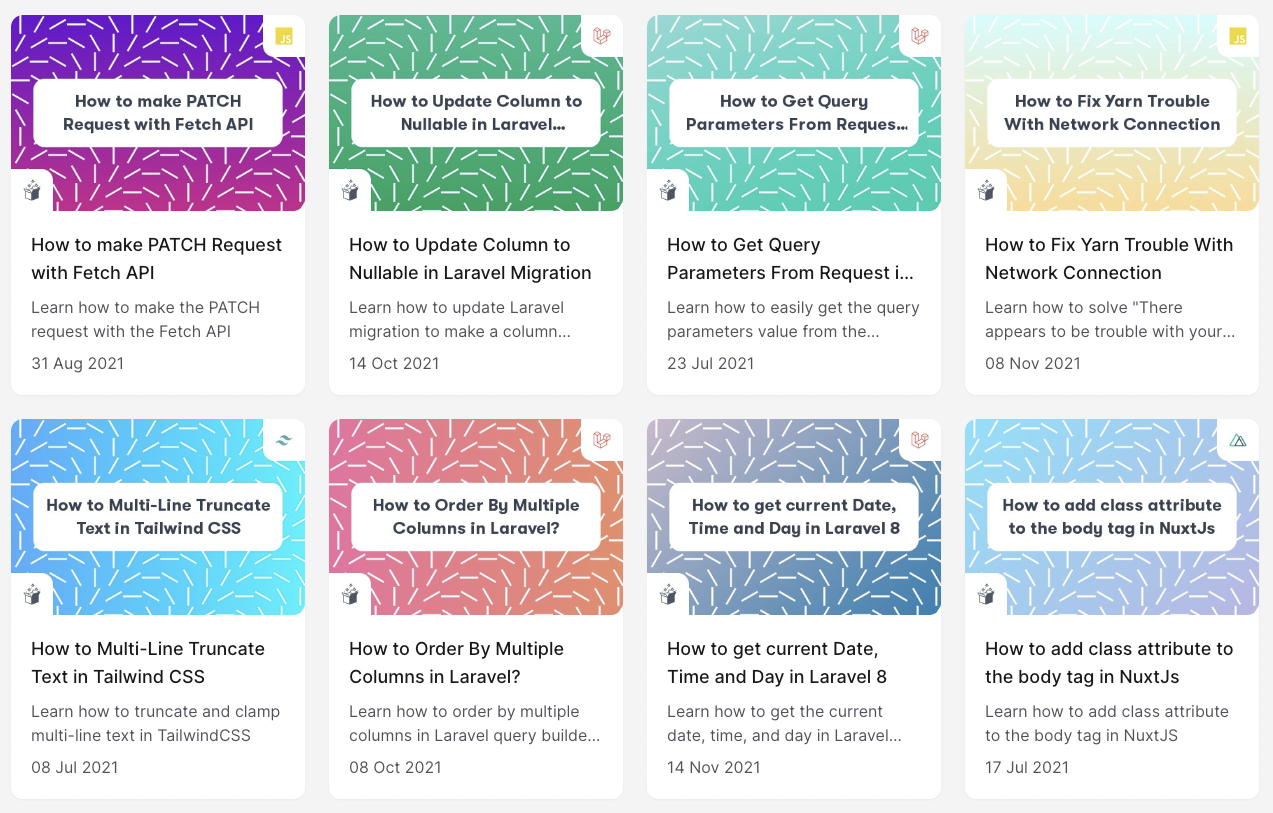 JS
How to make PATCH
Request with Fetch API
How to make PATCH Request
with Fetch API
Learn how to make the PATCH
request with the Fetch API
31 Aug 2021
How to Update Column to
Nullable in Laravel...
How to Update Column to
Nullable in Laravel Migration
Learn how to update Laravel
migration to make a column...
14 Oct 2021
How to Get Query
Parameters From Reques...
How to Get Query
Parameters From Request i...
Learn how to easily get the query
parameters value from the...
23 Jul 2021
JS
How to Fix Yarn Trouble
With Network Connection
How to Fix Yarn Trouble With
Network Connection
Learn how to solve "There
appears to be trouble with your...
08 Nov 2021
How to Multi-Line Truncate
Text in Tailwind CSS
How to Multi-Line Truncate
Text in Tailwind CSS
Learn how to truncate and clamp
multi-line text in TailwindCSS
08 Jul 2021
How to Order By Multiple
Columns in Laravel?
How to Order By Multiple
Columns in Laravel?
Learn how to order by multiple
columns in Laravel query builde...
08 Oct 2021
How to get current Date,
Time and Day in Laravel 8
How to get current Date,
Time and Day in Laravel 8
Learn how to get the current
date, time, and day in Laravel...
14 Nov 2021
How to add class attribute
to the body tag in NuxtJs
How to add class attribute to
the body tag in NuxtJs
Learn how to add class attribute
to the body tag in NuxtJS
17 Jul 2021